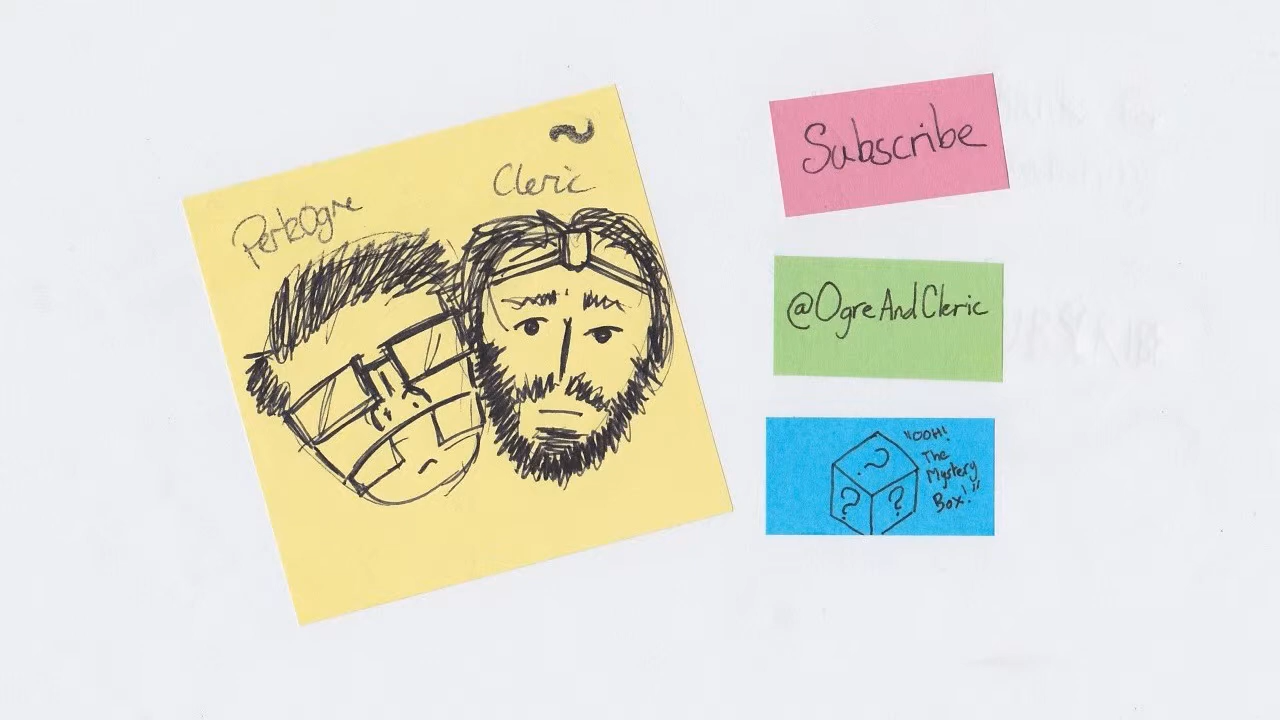 PerkOgre
~
Cleric
Subscribe
@OgreAndCleric
?
? ?
"OOH!
The
Mystery
Box!"